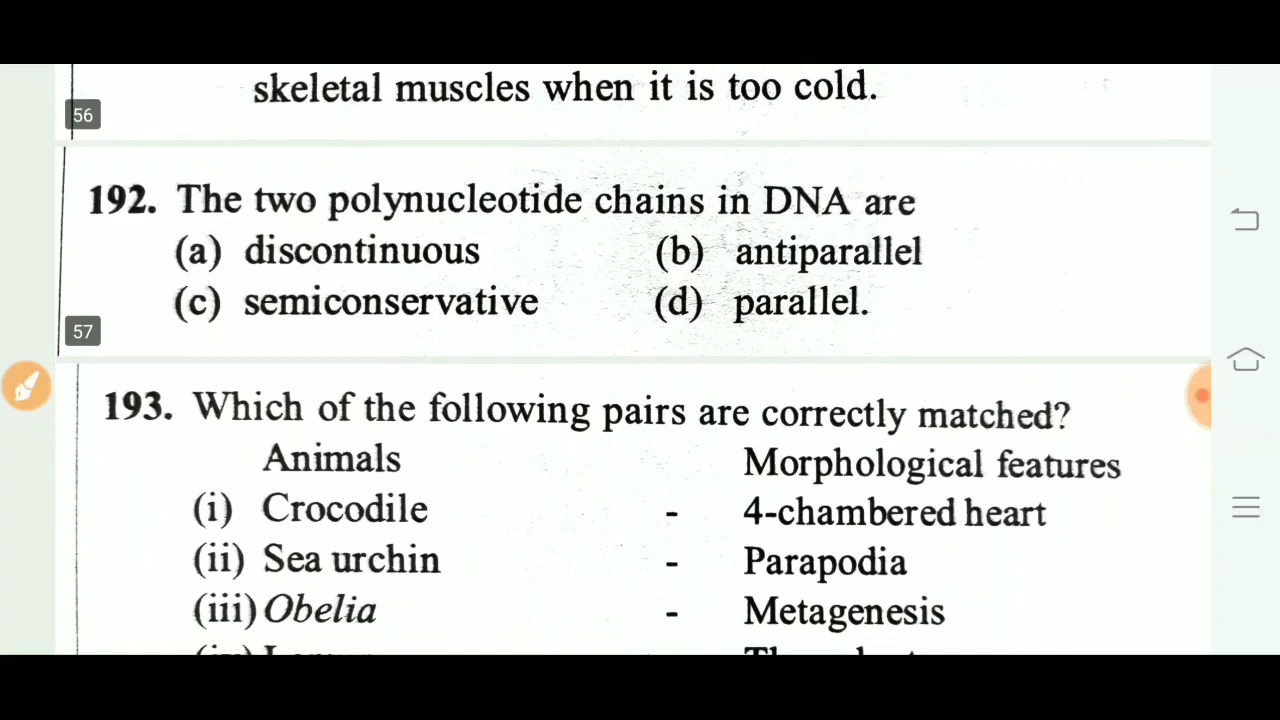 skeletal muscles when it is too cold.
56
192. The two polynucleotide chains in DNA are
(a) discontinuous (b) antiparallel
(c) semiconservative (d) parallel.
57
193. Which of the following pairs are correctly matched?
Animals Morphological features
(i) Crocodile - 4-chambered heart
(ii) Sea urchin - Parapodia
(iii) Obelia - Metagenesis